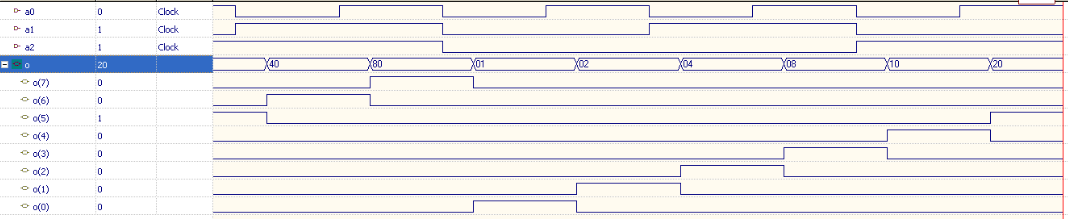 a0 0 Clock
a1 1 Clock
a2 1 Clock
o 20 40 80 01 02 04 08 10 20
o(7) 0
o(6) 0
o(5) 1
o(4) 0
o(3) 0
o(2) 0
o(1) 0
o(0) 0